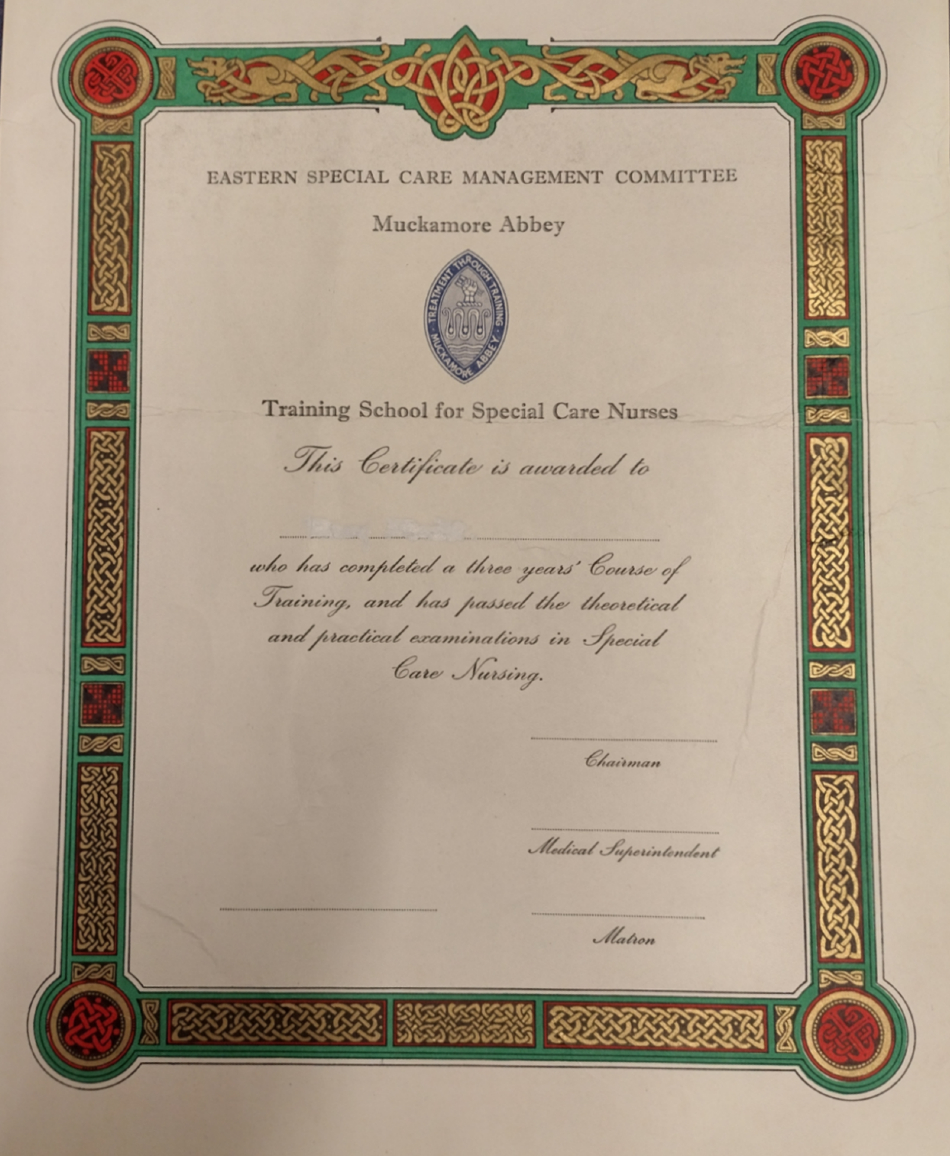 EASTERN SPECIAL CARE MANAGEMENT COMMITTEE
Muckamore Abbey
TREATMENT THROUGH TRAINING
MUCKAMORE ABBEY
Training School for Special Care Nurses
This Certificate is awarded to
who has completed a three years' Course of
Training, and has passed the theoretical
and practical examinations in Special
Care Nursing.
Chairman
Medical Superintendent
Matron